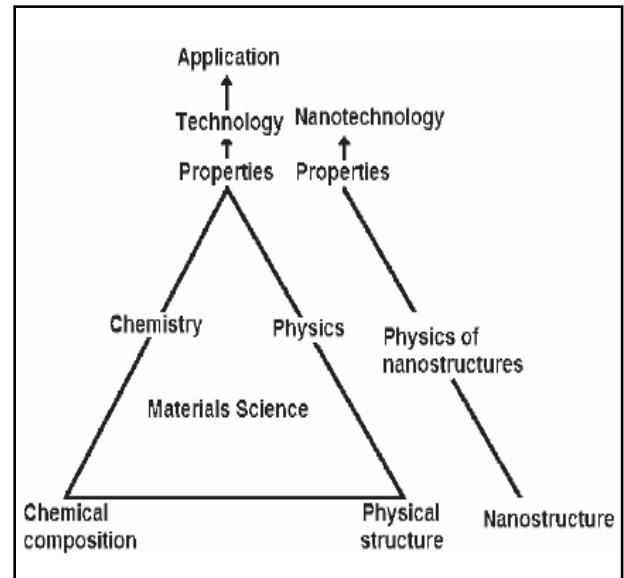 Application
Technology Nanotechnology
Properties Properties
Chemistry Physics
Physics of
nanostructures
Materials Science
Chemical
composition
Physical
structure
Nanostructure